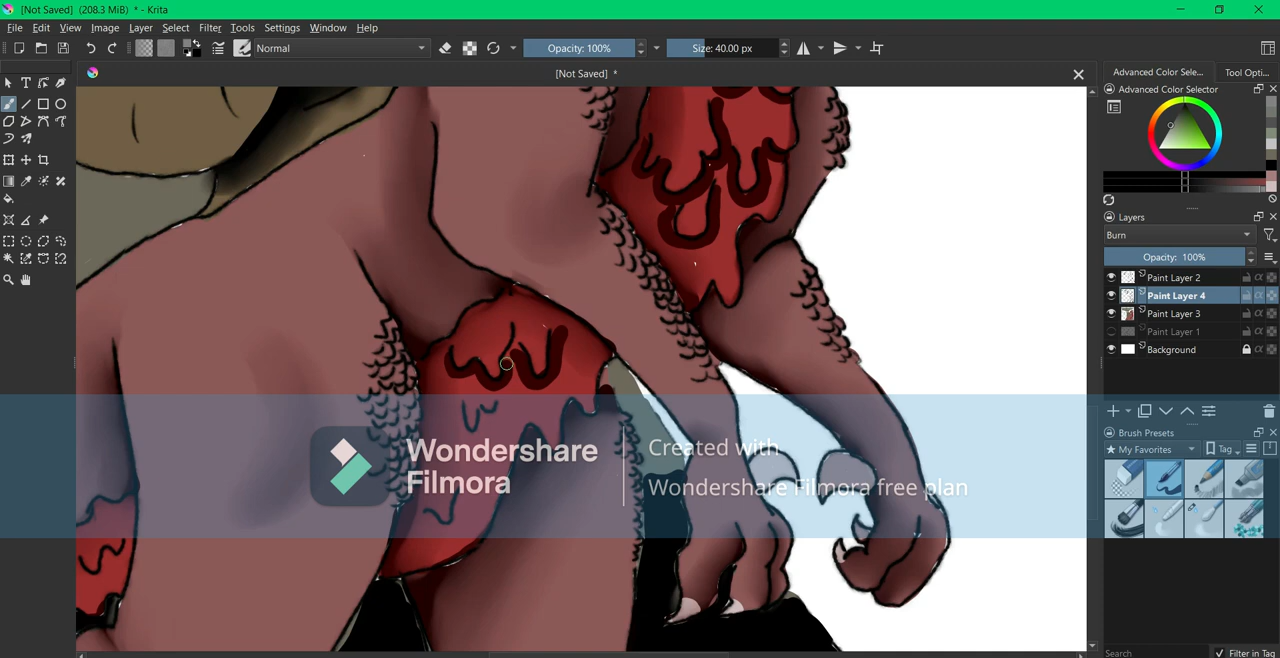 [Not Saved] (208.3 MiB) * - Krita
File Edit View Image Layer Select Filter Tools Settings Window Help
Normal Opacity: 100% Size: 40.00 px
[Not Saved] *
Advanced Color Sele... Tool Opti...
Advanced Color Selector
Layers
Burn
Opacity: 100%
Paint Layer 2
Paint Layer 4
Paint Layer 3
Paint Layer 1
Background
Brush Presets
My Favorites Tag
Search Filter in Tag
Wondershare
Filmora
Created with
Wondershare Filmora free plan